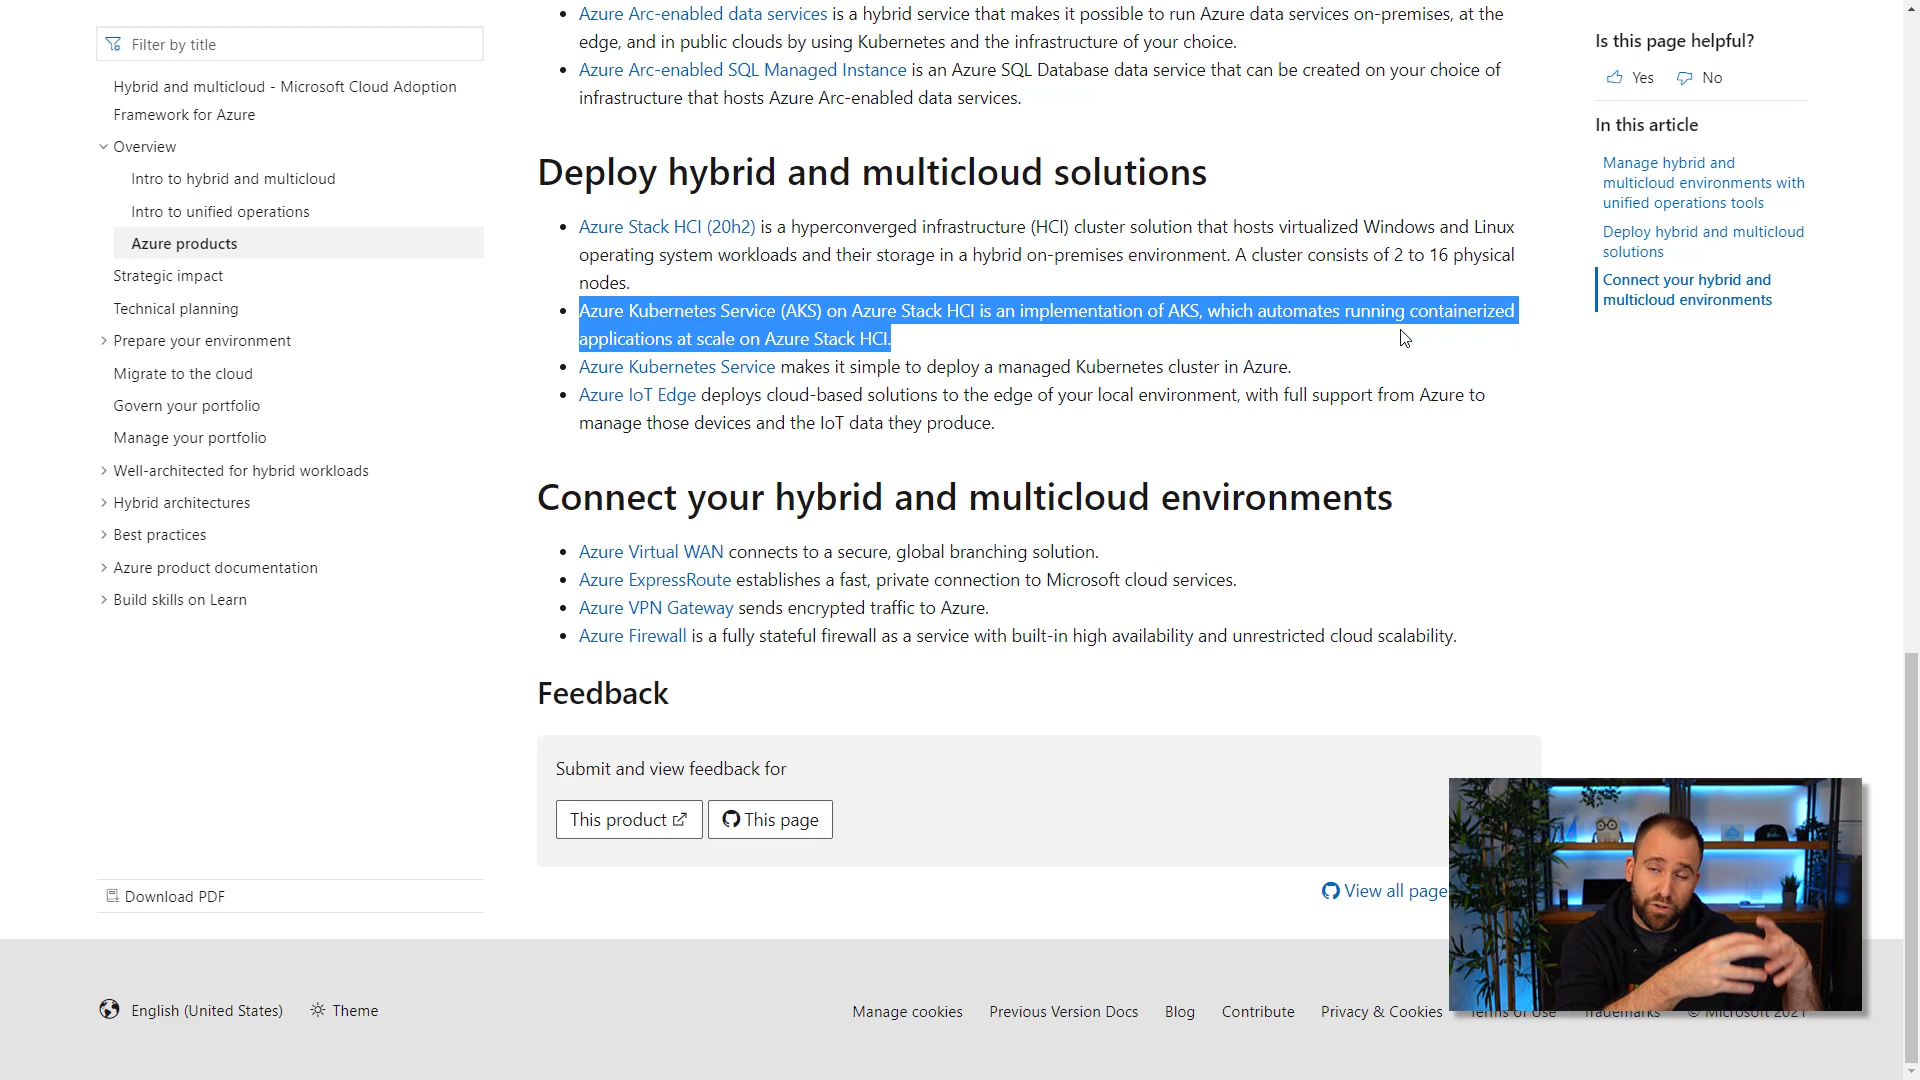 Filter by title
Hybrid and multicloud - Microsoft Cloud Adoption
Framework for Azure
Overview
Intro to hybrid and multicloud
Intro to unified operations
Azure products
Strategic impact
Technical planning
Prepare your environment
Migrate to the cloud
Govern your portfolio
Manage your portfolio
Well-architected for hybrid workloads
Hybrid architectures
Best practices
Azure product documentation
Build skills on Learn
Download PDF
Azure Arc-enabled data services is a hybrid service that makes it possible to run Azure data services on-premises, at the
edge, and in public clouds by using Kubernetes and the infrastructure of your choice.
Azure Arc-enabled SQL Managed Instance is an Azure SQL Database data service that can be created on your choice of
infrastructure that hosts Azure Arc-enabled data services.
Deploy hybrid and multicloud solutions
Azure Stack HCI (20h2) is a hyperconverged infrastructure (HCI) cluster solution that hosts virtualized Windows and Linux
operating system workloads and their storage in a hybrid on-premises environment. A cluster consists of 2 to 16 physical
nodes.
Azure Kubernetes Service (AKS) on Azure Stack HCI is an implementation of AKS, which automates running containerized
applications at scale on Azure Stack HCI.
Azure Kubernetes Service makes it simple to deploy a managed Kubernetes cluster in Azure.
Azure IoT Edge deploys cloud-based solutions to the edge of your local environment, with full support from Azure to
manage those devices and the IoT data they produce.
Connect your hybrid and multicloud environments
Azure Virtual WAN connects to a secure, global branching solution.
Azure ExpressRoute establishes a fast, private connection to Microsoft cloud services.
Azure VPN Gateway sends encrypted traffic to Azure.
Azure Firewall is a fully stateful firewall as a service with built-in high availability and unrestricted cloud scalability.
Feedback
Submit and view feedback for
This product
This page
View all page
Is this page helpful?
Yes No
In this article
Manage hybrid and
multicloud environments with
unified operations tools
Deploy hybrid and multicloud
solutions
Connect your hybrid and
multicloud environments
English (United States) Theme
Manage cookies Previous Version Docs Blog Contribute Privacy & Cookies Terms of Use Trademarks © Microsoft 2021